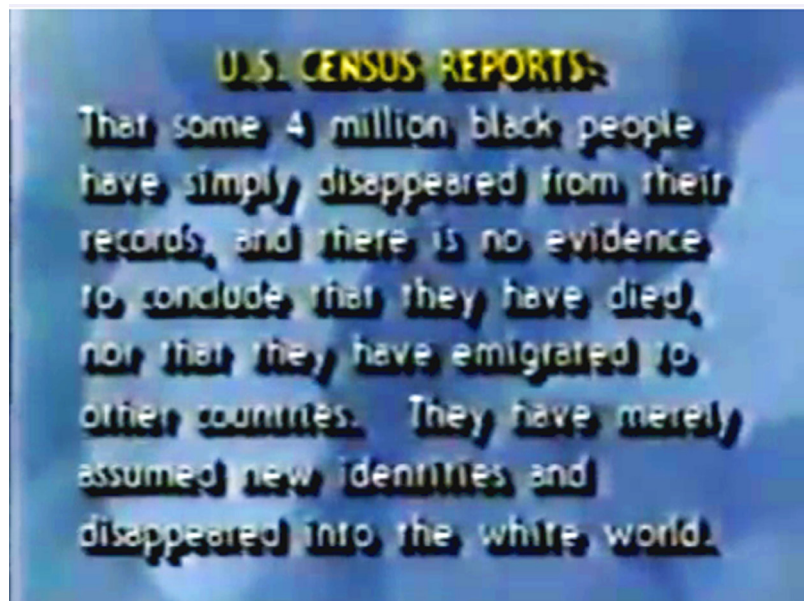 U.S. CENSUS REPORTS:
That some 4 million black people
have simply disappeared from their
records, and there is no evidence
to conclude that they have died,
nor that they have emigrated to
other countries. They have merely
assumed new identities and
disappeared into the white world.